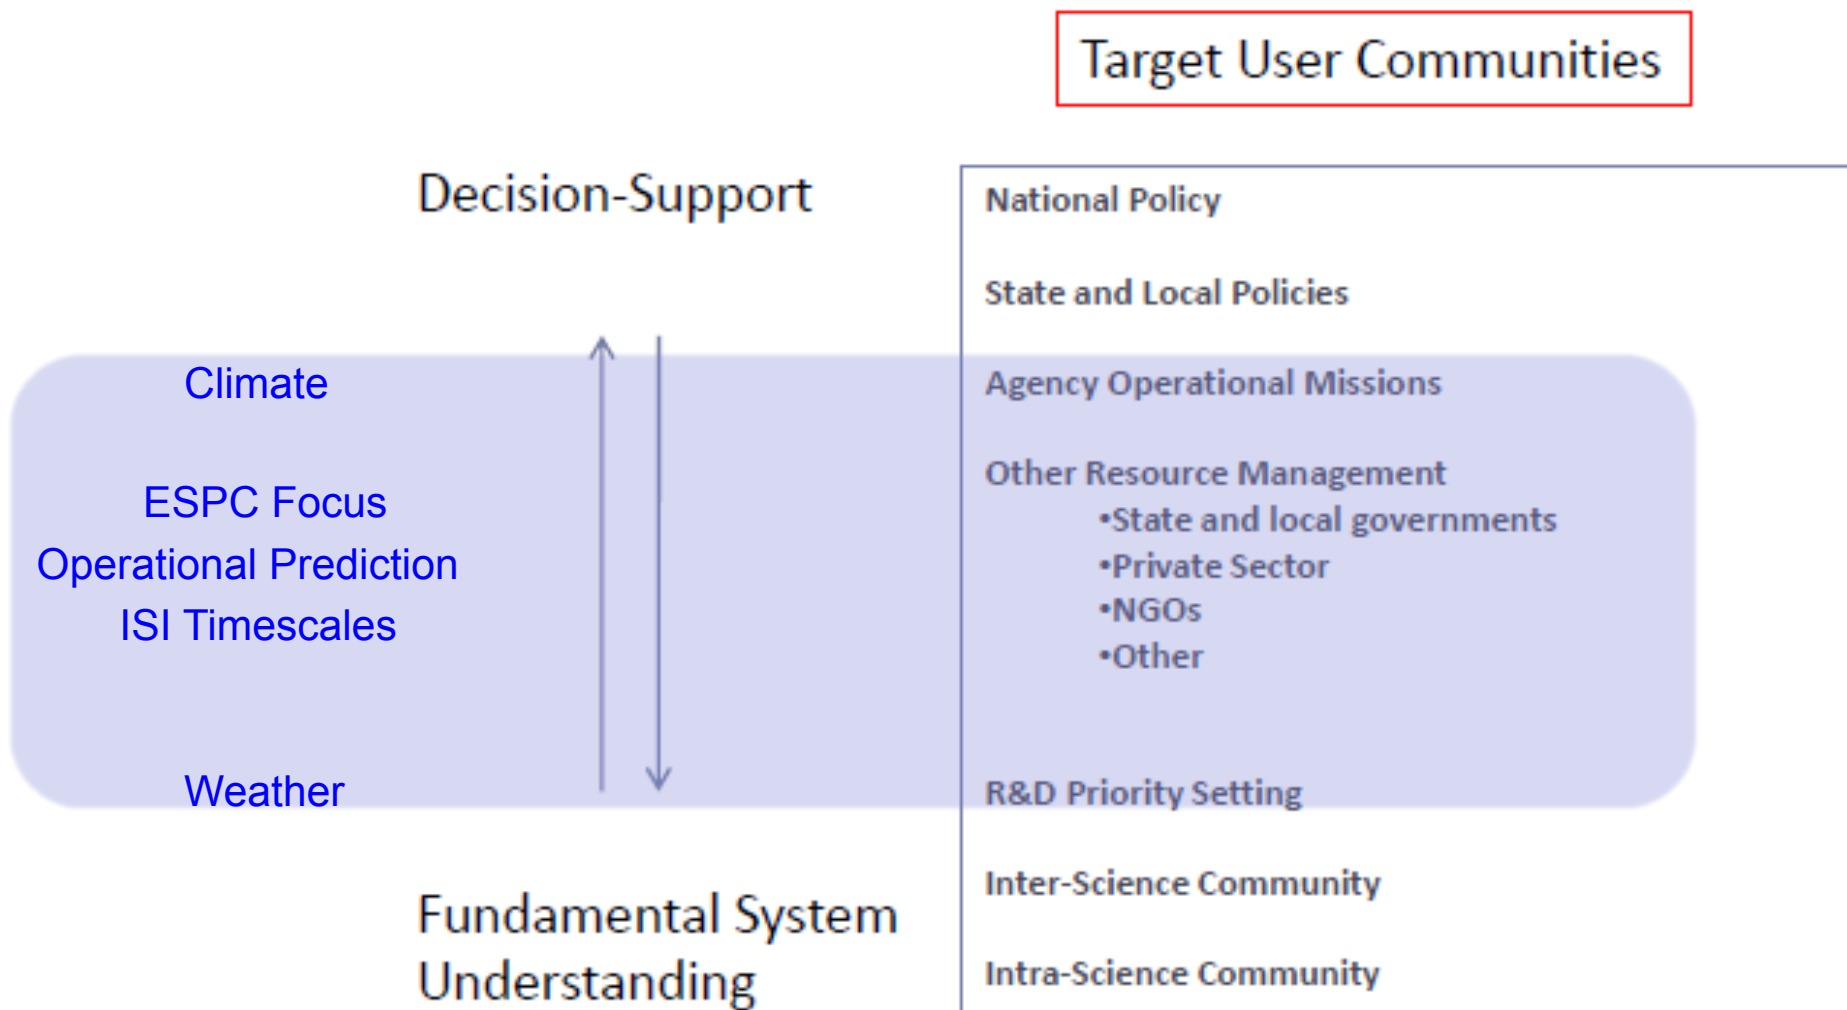 Target User Communities
Decision-Support
National Policy
State and Local Policies
Climate
Agency Operational Missions
Other Resource Management
ESPC Focus
•State and local governments
Operational Prediction
•Private Sector
ISI Timescales
•NGOs
•Other
Weather
R&D Priority Setting
Inter-Science Community
Fundamental System
Understanding
Intra-Science Community